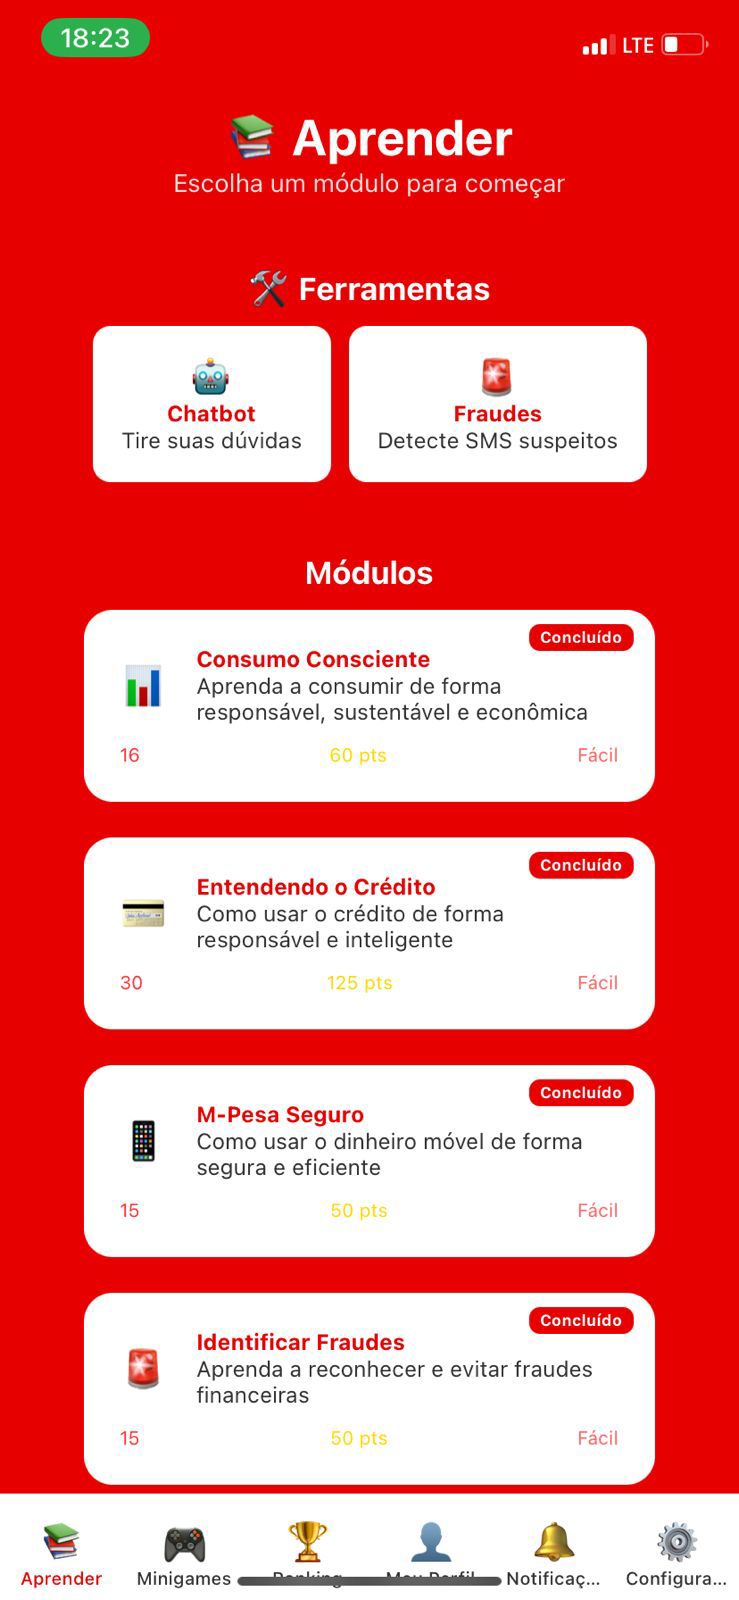 18:23
LTE
Aprender
Escolha um módulo para começar
Ferramentas
Chatbot
Tire suas dúvidas
Fraudes
Detecte SMS suspeitos
Módulos
Concluído
Consumo Consciente
Aprenda a consumir de forma
responsável, sustentável e econômica
16 60 pts Fácil
Concluído
Entendendo o Crédito
Como usar o crédito de forma
responsável e inteligente
30 125 pts Fácil
Concluído
M-Pesa Seguro
Como usar o dinheiro móvel de forma
segura e eficiente
15 50 pts Fácil
Concluído
Identificar Fraudes
Aprenda a reconhecer e evitar fraudes
financeiras
15 50 pts Fácil
Aprender Minigames Ranking Meu Perfil Notificaç... Configura...